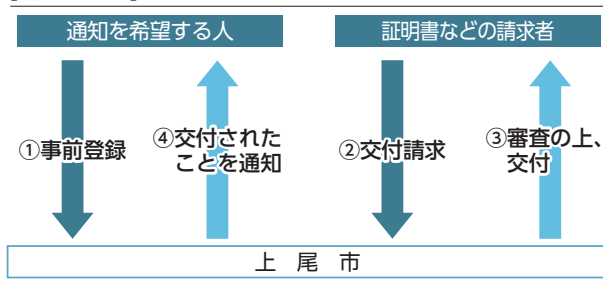 通知を希望する人
証明書などの請求者
①事前登録
④交付された
ことを通知
②交付請求
③審査の上、
交付
上尾市